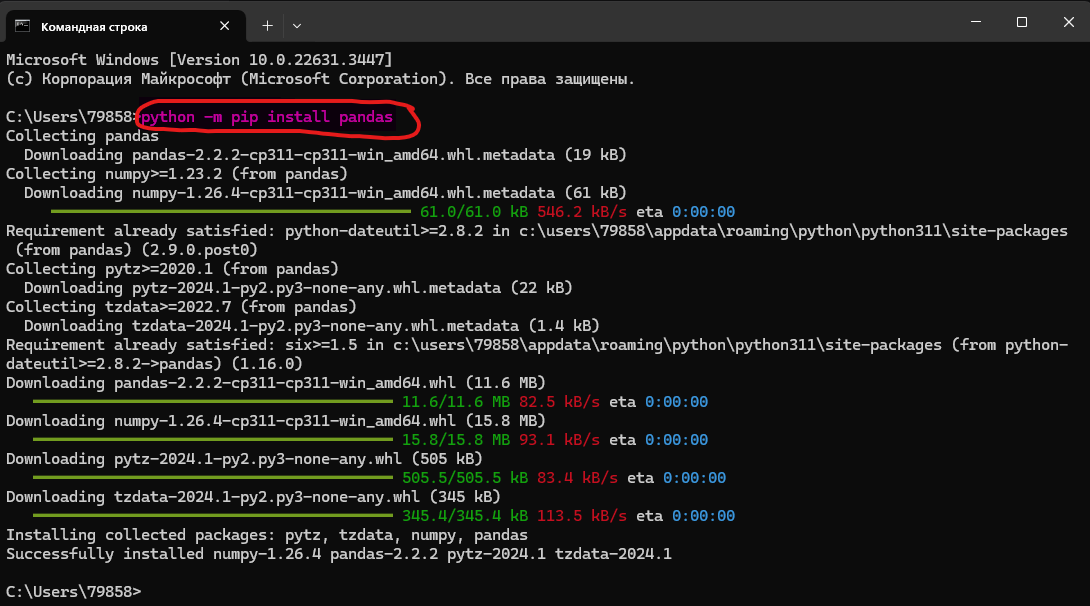 Командная строка
Microsoft Windows [Version 10.0.22631.3447]
(c) Корпорация Майкрософт (Microsoft Corporation). Все права защищены.
C:\Users\79858>python -m pip install pandas
Collecting pandas
Downloading pandas-2.2.2-cp311-cp311-win_amd64.whl.metadata (19 kB)
Collecting numpy>=1.23.2 (from pandas)
Downloading numpy-1.26.4-cp311-cp311-win_amd64.whl.metadata (61 kB)
61.0/61.0 kB 546.2 kB/s eta 0:00:00
Requirement already satisfied: python-dateutil>=2.8.2 in c:\users\79858\appdata\roaming\python\python311\site-packages
(from pandas) (2.9.0.post0)
Collecting pytz>=2020.1 (from pandas)
Downloading pytz-2024.1-py2.py3-none-any.whl.metadata (22 kB)
Collecting tzdata>=2022.7 (from pandas)
Downloading tzdata-2024.1-py2.py3-none-any.whl.metadata (1.4 kB)
Requirement already satisfied: six>=1.5 in c:\users\79858\appdata\roaming\python\python311\site-packages (from python-
dateutil>=2.8.2->pandas) (1.16.0)
Downloading pandas-2.2.2-cp311-cp311-win_amd64.whl (11.6 MB)
11.6/11.6 MB 82.5 kB/s eta 0:00:00
Downloading numpy-1.26.4-cp311-cp311-win_amd64.whl (15.8 MB)
15.8/15.8 MB 93.1 kB/s eta 0:00:00
Downloading pytz-2024.1-py2.py3-none-any.whl (505 kB)
505.5/505.5 kB 83.4 kB/s eta 0:00:00
Downloading tzdata-2024.1-py2.py3-none-any.whl (345 kB)
345.4/345.4 kB 113.5 kB/s eta 0:00:00
Installing collected packages: pytz, tzdata, numpy, pandas
Successfully installed numpy-1.26.4 pandas-2.2.2 pytz-2024.1 tzdata-2024.1
C:\Users\79858>